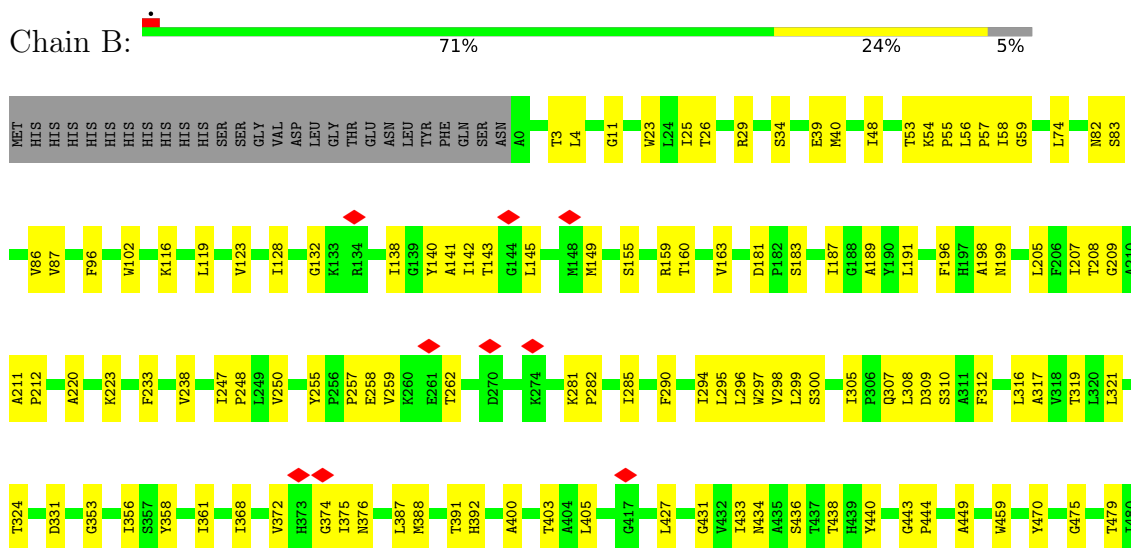 Chain B:
71% 24% 5%
MET HIS HIS HIS HIS HIS HIS HIS HIS HIS HIS SER SER GLY VAL ASP LEU GLY THR GLU ASN LEU TYR PHE GLN SER ASN A0 T3 L4 G11 W23 L24 I25 T26 R29 S34 E39 M40 I48 T53 K54 P55 L56 P57 I58 G59 L74 N82 S83
V86 V87 F96 W102 K116 L119 V123 I128 G132 K133 R134 I138 G139 Y140 A141 I142 T143 G144 L145 M148 M149 S155 R159 T160 V163 D181 P182 S183 I187 G188 A189 Y190 L191 F196 H197 A198 N199 L205 F206 I207 T208 G209 A210
A211 P212 A220 K223 F233 V238 I247 P248 L249 V250 Y255 P256 P257 E258 V259 K260 E261 T262 D270 K274 K281 P282 I285 F290 I294 L295 L296 W297 V298 L299 S300 I305 P306 Q307 L308 D309 S310 A311 F312 L316 A317 V318 T319 L320 L321
T324 D331 G353 I356 S357 Y358 I361 I368 V372 H373 G374 I375 N376 L387 M388 T391 H392 A400 T403 A404 L405 G417 L427 G431 V432 I433 N434 A435 S436 T437 T438 H439 Y440 G443 P444 A449 W459 Y470 G475 T479 I480